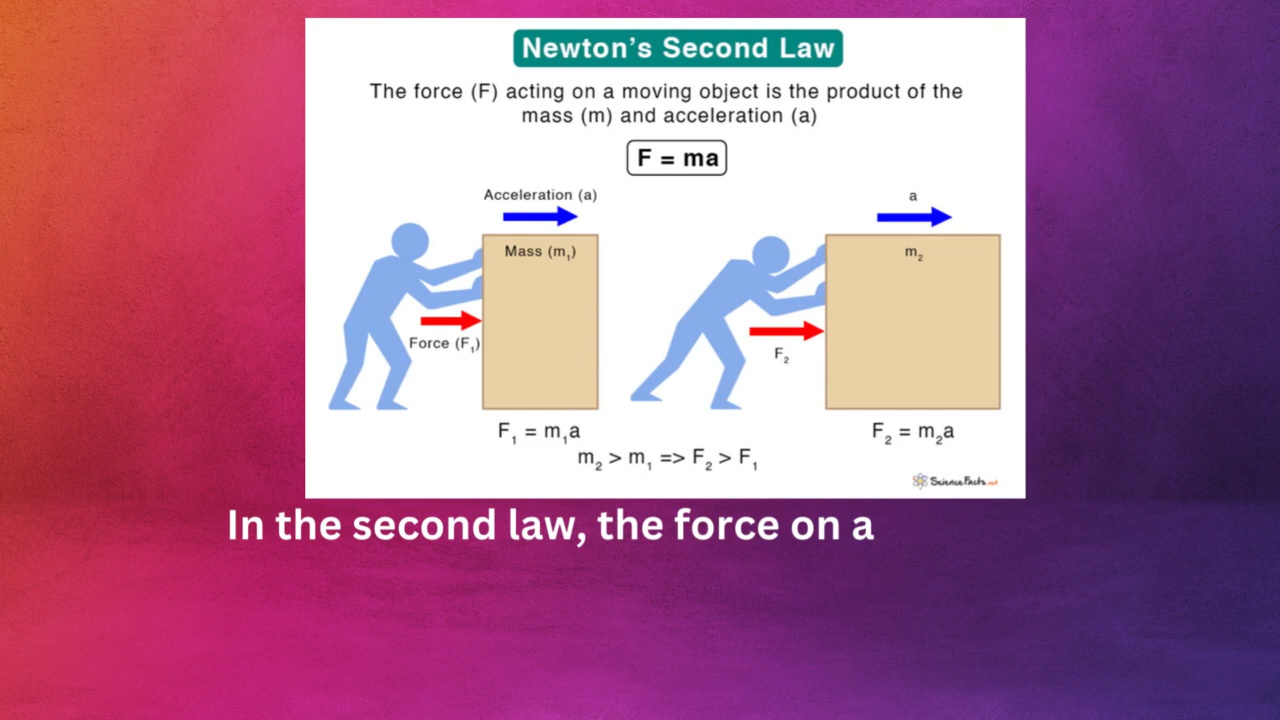 Newton's Second Law
The force (F) acting on a moving object is the product of the
mass (m) and acceleration (a)
F = ma
Acceleration (a)
a
Mass (m₁)
m₂
Force (F₁)
F₂
F₁ = m₁a
F₂ = m₂a
m₂ > m₁ => F₂ > F₁
ScienceFacts.net
In the second law, the force on a